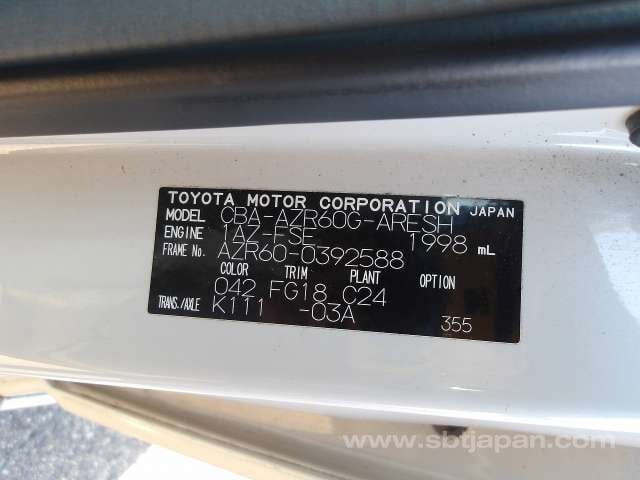 TOYOTA MOTOR CORPORATION JAPAN
MODEL CBA-AZR60G-ARESH
ENGINE 1AZ-FSE 1998 mL
FRAME No. AZR60-0392588
COLOR TRIM PLANT OPTION
042 FG18 C24
TRANS./AXLE K111 -03A
355
www.sbtjapan.com